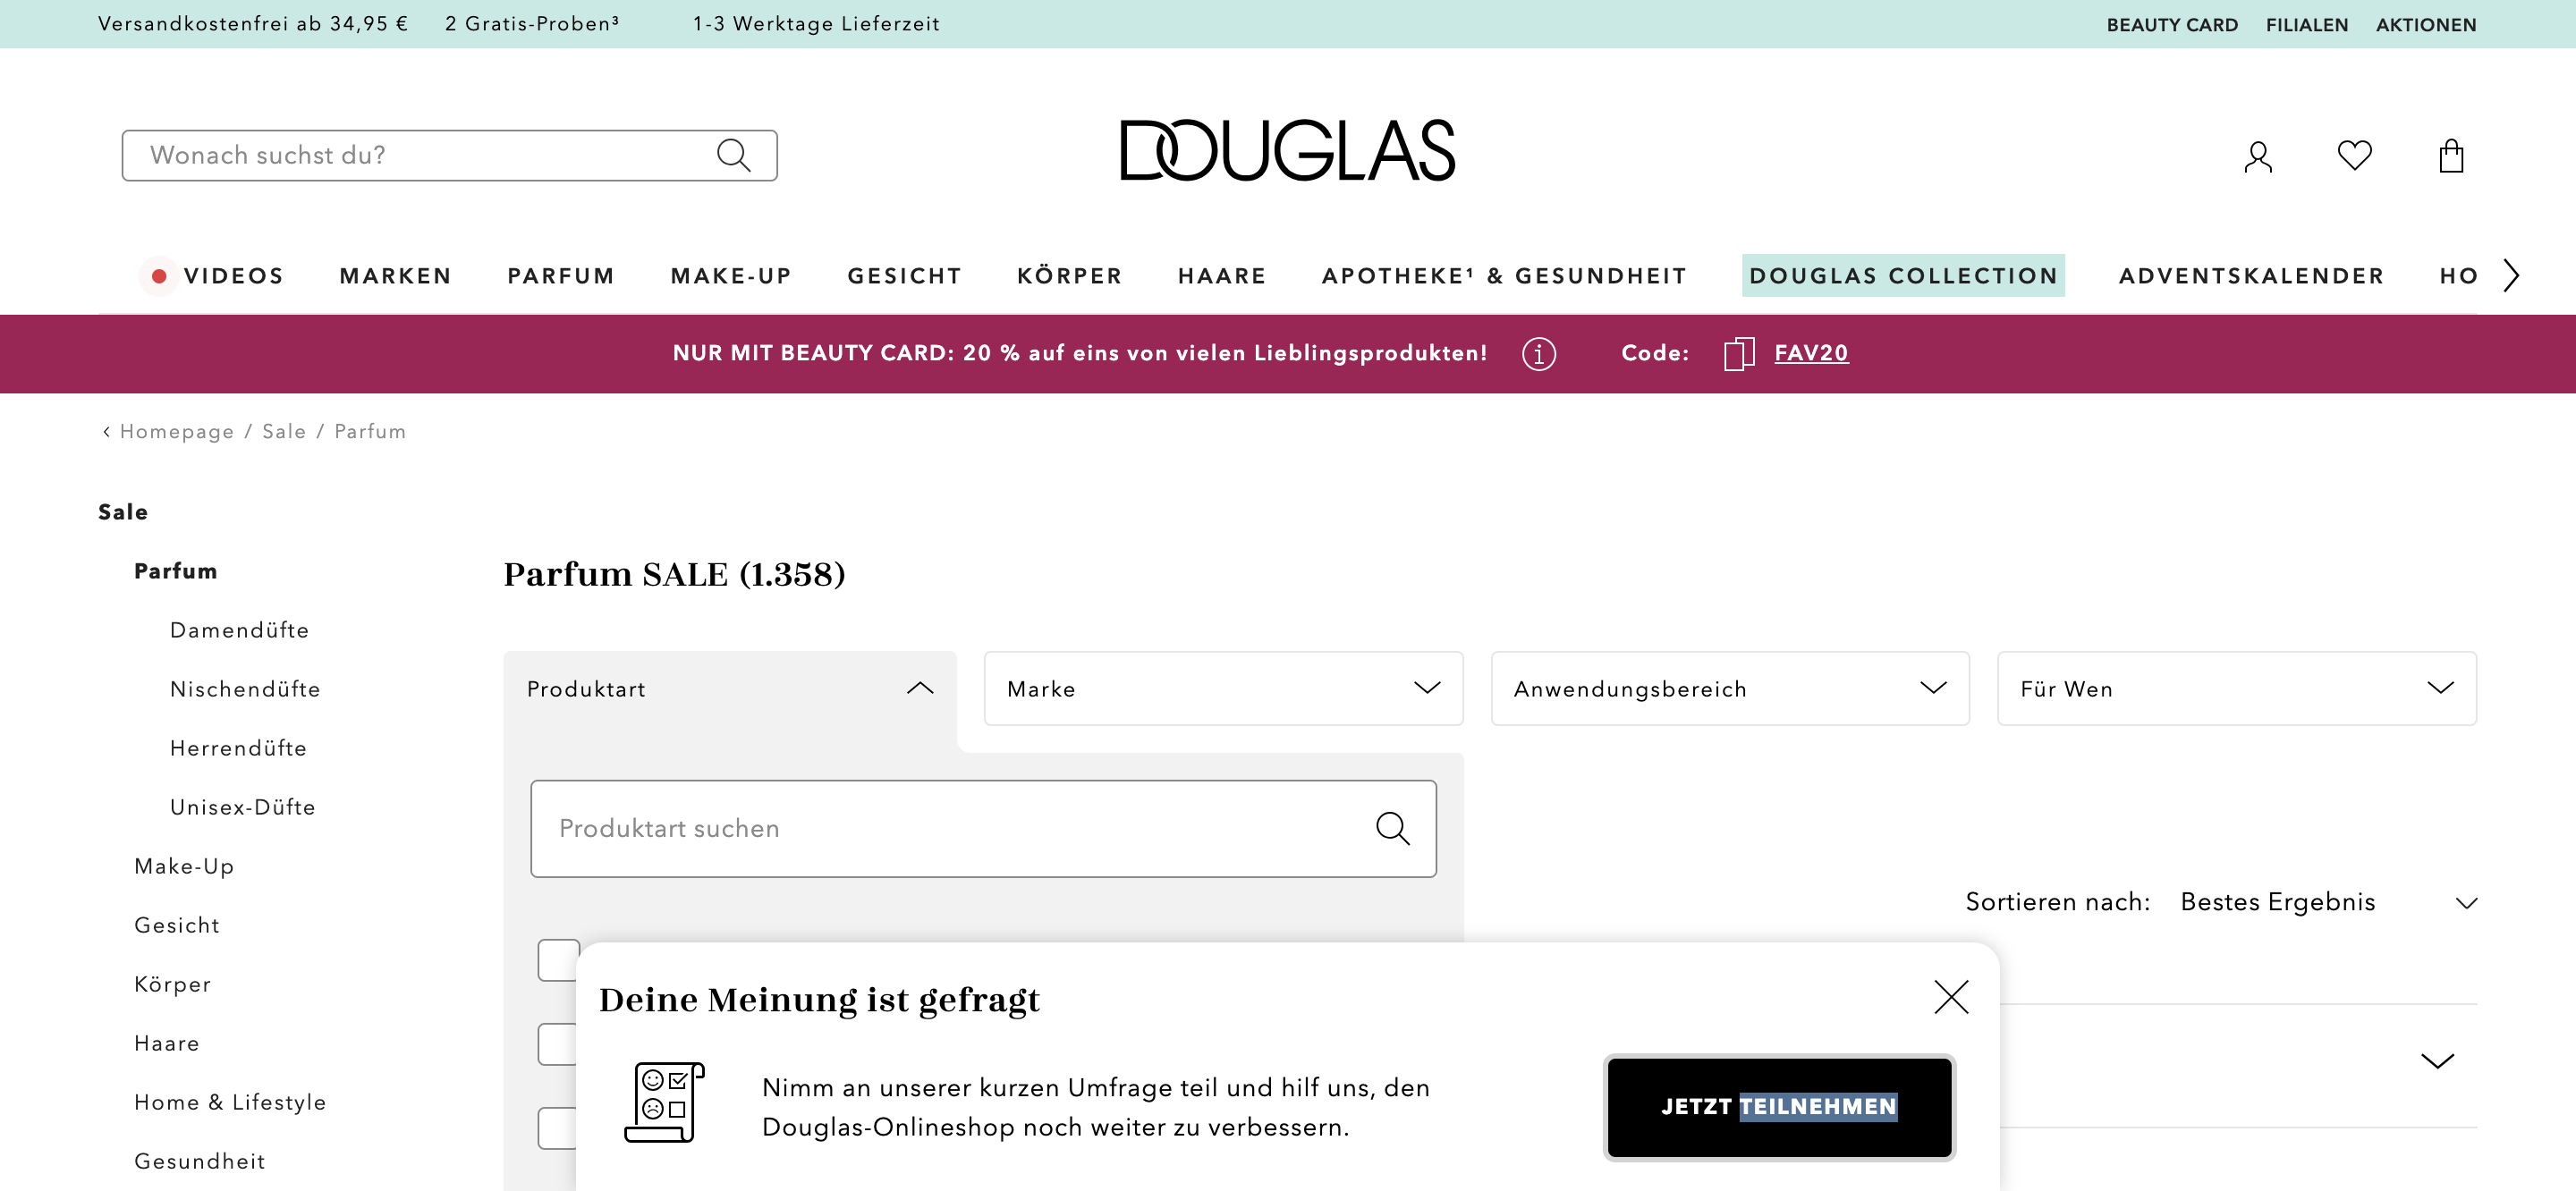 Versandkostenfrei ab 34,95 € 2 Gratis-Proben³ 1-3 Werktage Lieferzeit BEAUTY CARD FILIALEN AKTIONEN
Wonach suchst du?
DOUGLAS
VIDEOS MARKEN PARFUM MAKE-UP GESICHT KÖRPER HAARE APOTHEKE¹ & GESUNDHEIT DOUGLAS COLLECTION ADVENTSKALENDER HO
NUR MIT BEAUTY CARD: 20 % auf eins von vielen Lieblingsprodukten! Code: FAV20
Homepage / Sale / Parfum
Sale
Parfum
Damendüfte
Nischendüfte
Herrendüfte
Unisex-Düfte
Make-Up
Gesicht
Körper
Haare
Home & Lifestyle
Gesundheit
Parfum SALE (1.358)
Produktart Marke Anwendungsbereich Für Wen
Produktart suchen
Sortieren nach: Bestes Ergebnis
Deine Meinung ist gefragt
Nimm an unserer kurzen Umfrage teil und hilf uns, den
Douglas-Onlineshop noch weiter zu verbessern.
JETZT TEILNEHMEN